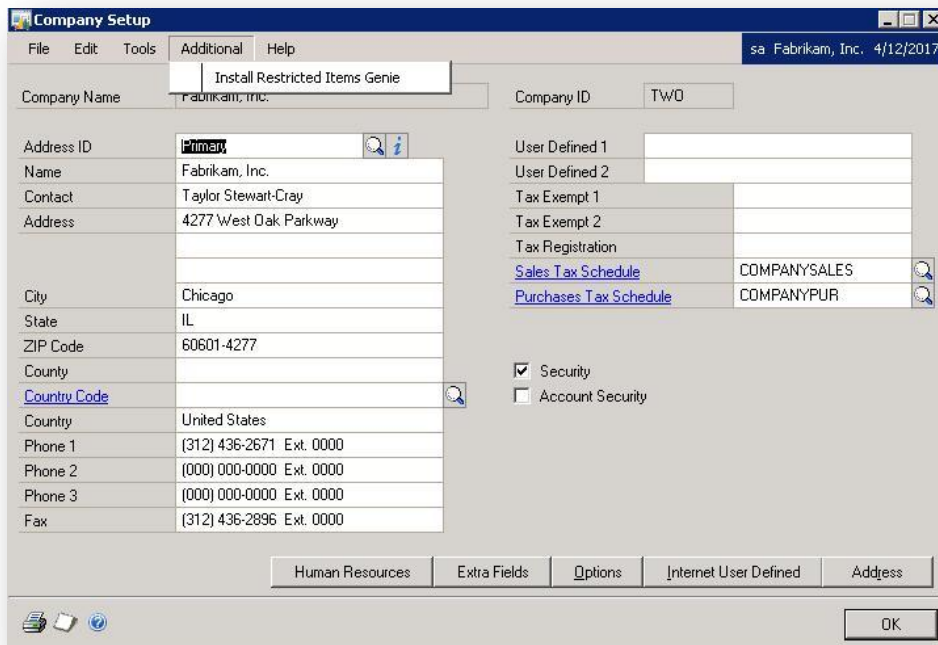 Company Setup
File Edit Tools Additional Help sa Fabrikam, Inc. 4/12/2017
Install Restricted Items Genie
Company Name Fabrikam, Inc. Company ID TWO
Address ID Primary User Defined 1
Name Fabrikam, Inc. User Defined 2
Contact Taylor Stewart-Cray Tax Exempt 1
Address 4277 West Oak Parkway Tax Exempt 2
Tax Registration
Sales Tax Schedule COMPANYSALES
City Chicago Purchases Tax Schedule COMPANYPUR
State IL
ZIP Code 60601-4277
County Security
Country Code Account Security
Country United States
Phone 1 (312) 436-2671 Ext. 0000
Phone 2 (000) 000-0000 Ext. 0000
Phone 3 (000) 000-0000 Ext. 0000
Fax (312) 436-2896 Ext. 0000
Human Resources Extra Fields Options Internet User Defined Address
OK